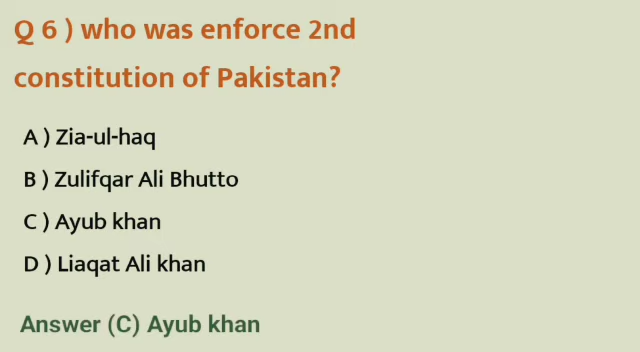 Q 6 ) who was enforce 2nd
constitution of Pakistan?
A ) Zia-ul-haq
B ) Zulifqar Ali Bhutto
C ) Ayub khan
D ) Liaqat Ali khan
Answer (C) Ayub khan